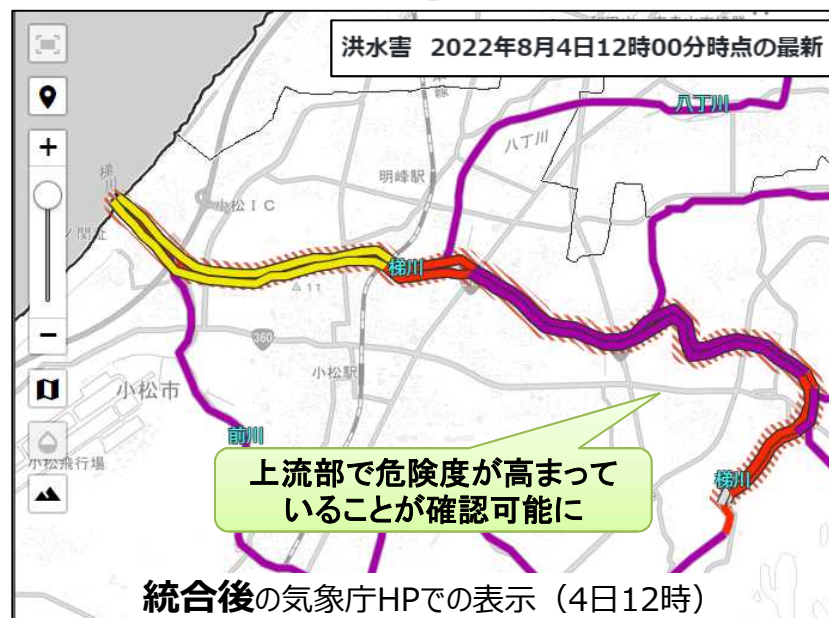 洪水害 2022年8月4日12時00分時点の最新
八丁川
八丁川
明峰駅
梯川
小松IC
梯川
△11
360
小松駅
小松市
前川
小松飛行場
上流部で危険度が高まって
いることが確認可能に
梯川
統合後の気象庁HPでの表示（4日12時）